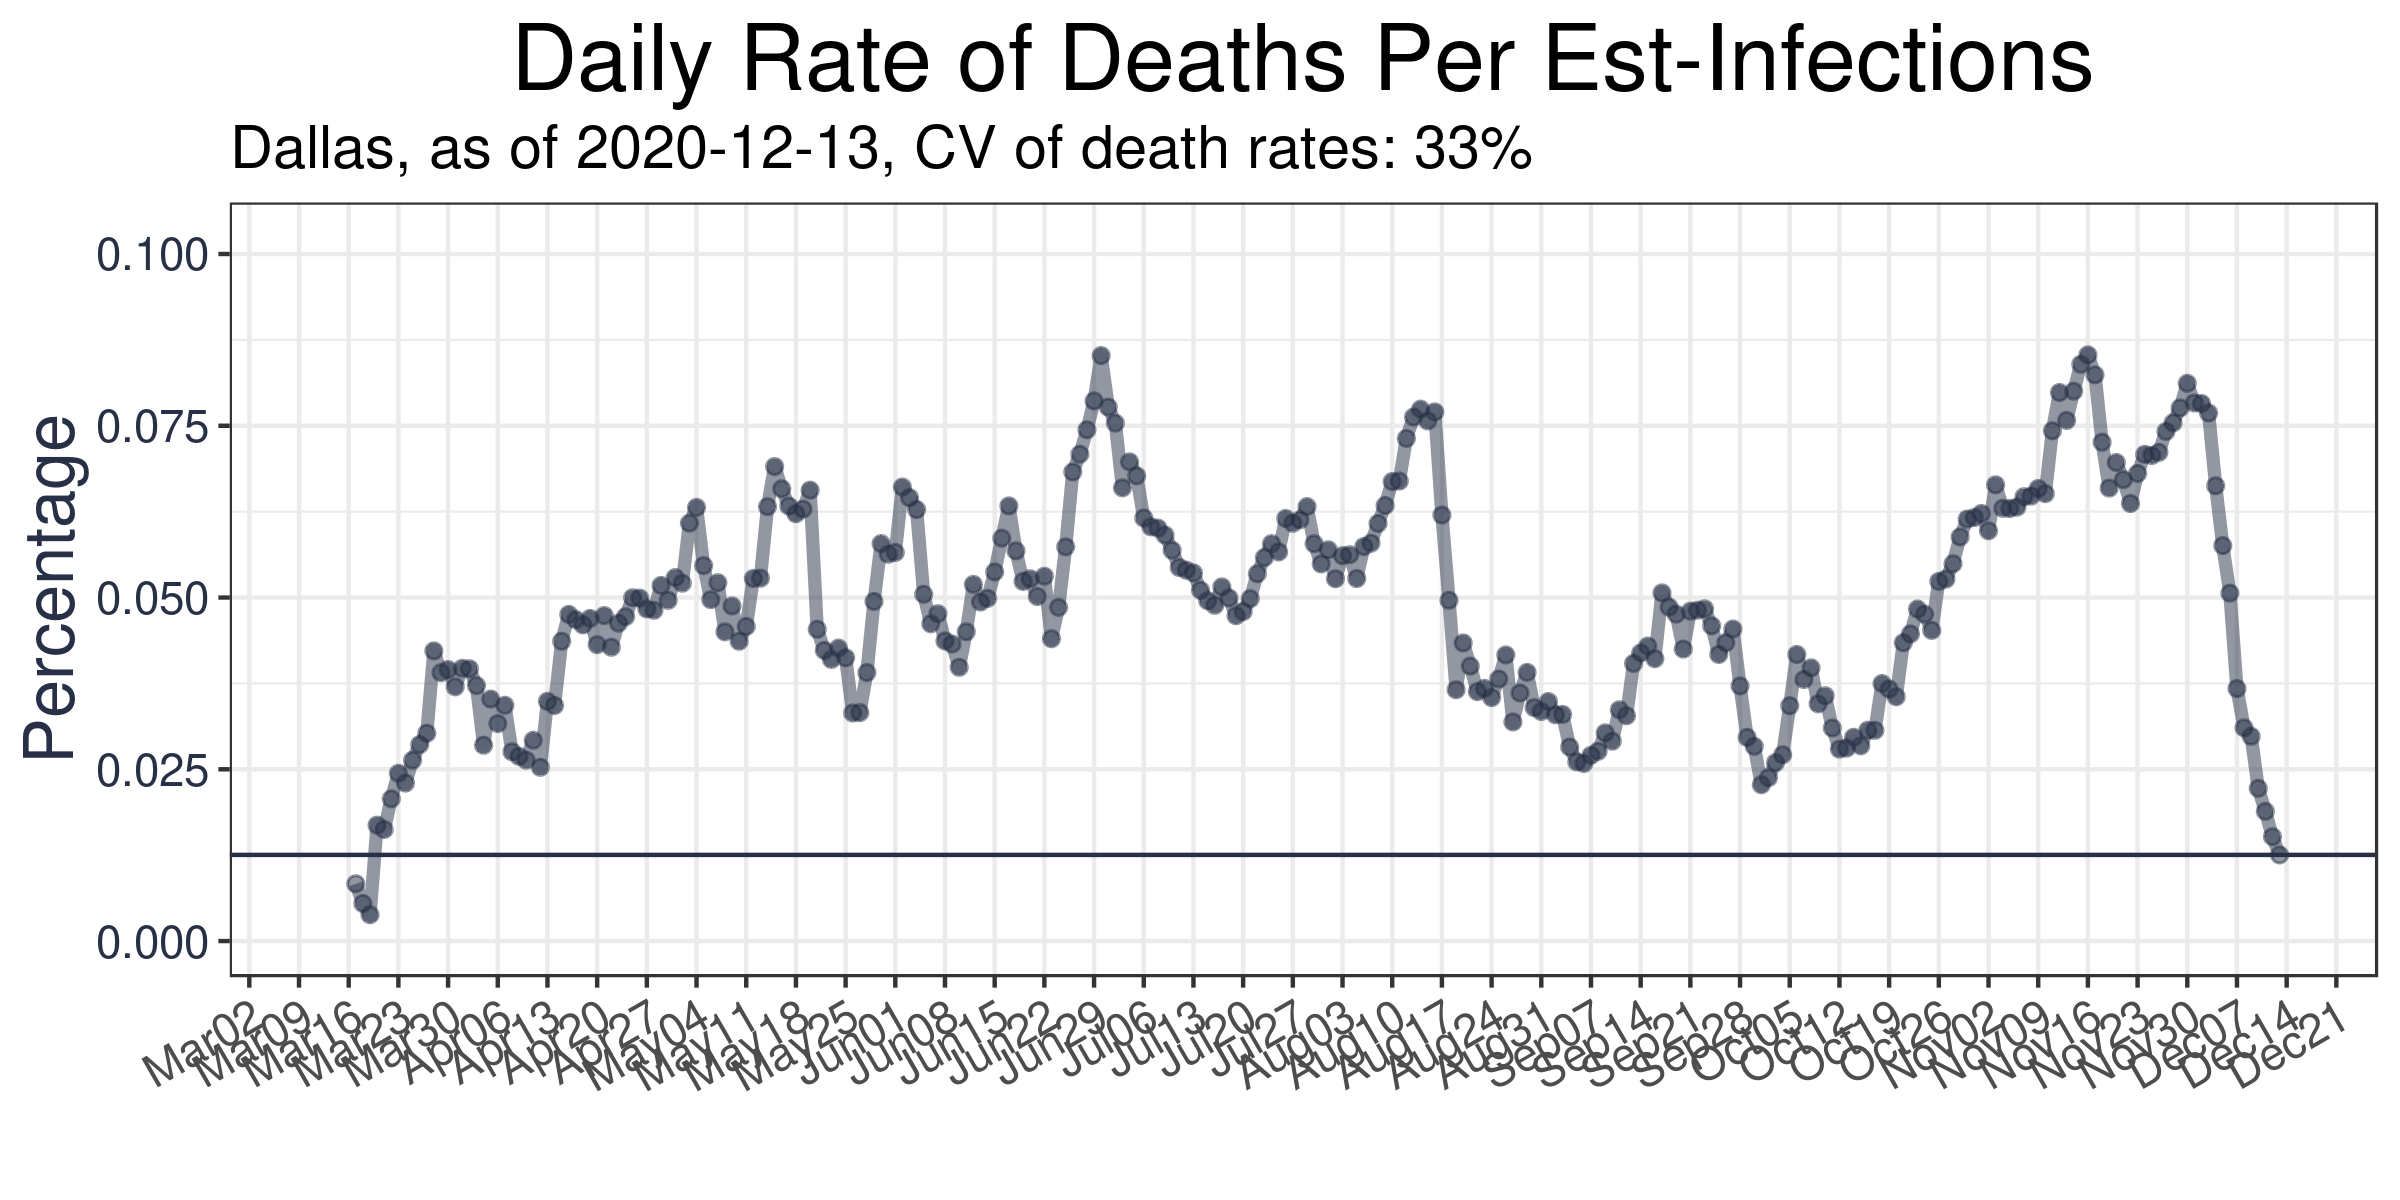 Daily Rate of Deaths Per Est-Infections
Dallas, as of 2020-12-13, CV of death rates: 33%
Percentage
0.100
0.075
0.050
0.025
0.000
Mar02
Mar09
Mar16
Mar23
Mar30
Apr06
Apr13
Apr20
Apr27
May04
May11
May18
May25
Jun01
Jun08
Jun15
Jun22
Jun29
Jul06
Jul13
Jul20
Jul27
Aug03
Aug10
Aug17
Aug24
Aug31
Sep07
Sep14
Sep21
Sep28
Oct05
Oct12
Oct19
Oct26
Nov02
Nov09
Nov16
Nov23
Nov30
Dec07
Dec14
Dec21